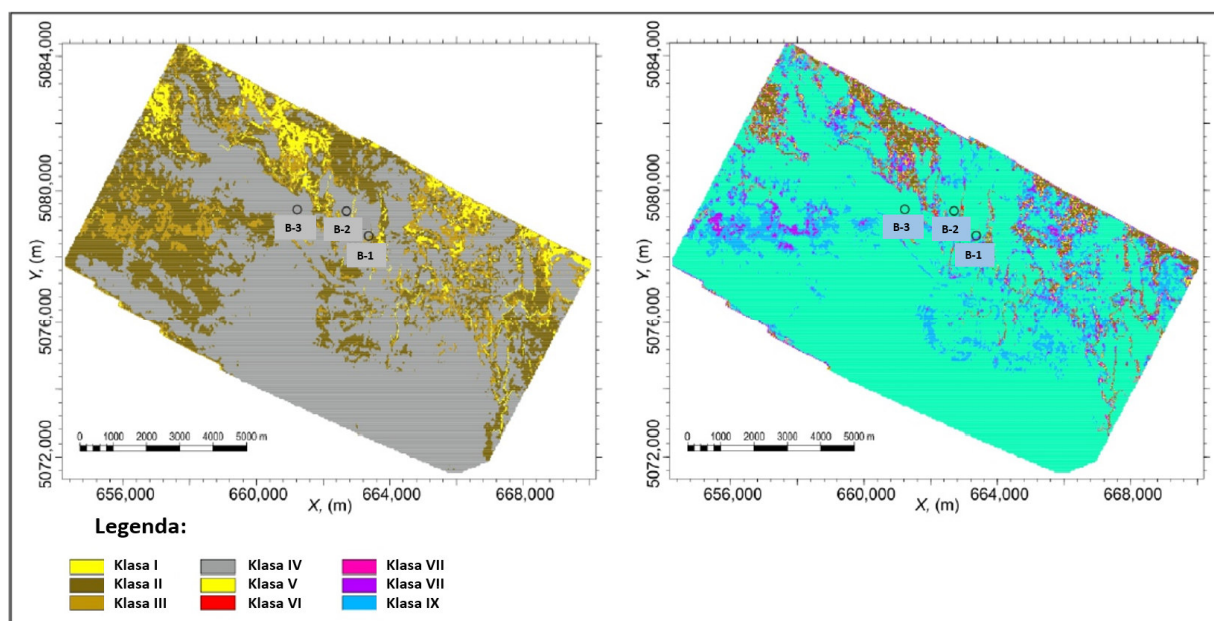 5084,000
5080,000
5076,000
5072,000
Y, (m)
B-3
B-2
B-1
0 1000 2000 3000 4000 5000 m
656,000 660,000 664,000 668,000
X, (m)
5084,000
5080,000
5076,000
5072,000
Y, (m)
B-3
B-2
B-1
0 1000 2000 3000 4000 5000 m
656,000 660,000 664,000 668,000
X, (m)
Legenda:
Klasa I
Klasa II
Klasa III
Klasa IV
Klasa V
Klasa VI
Klasa VII
Klasa VII
Klasa IX